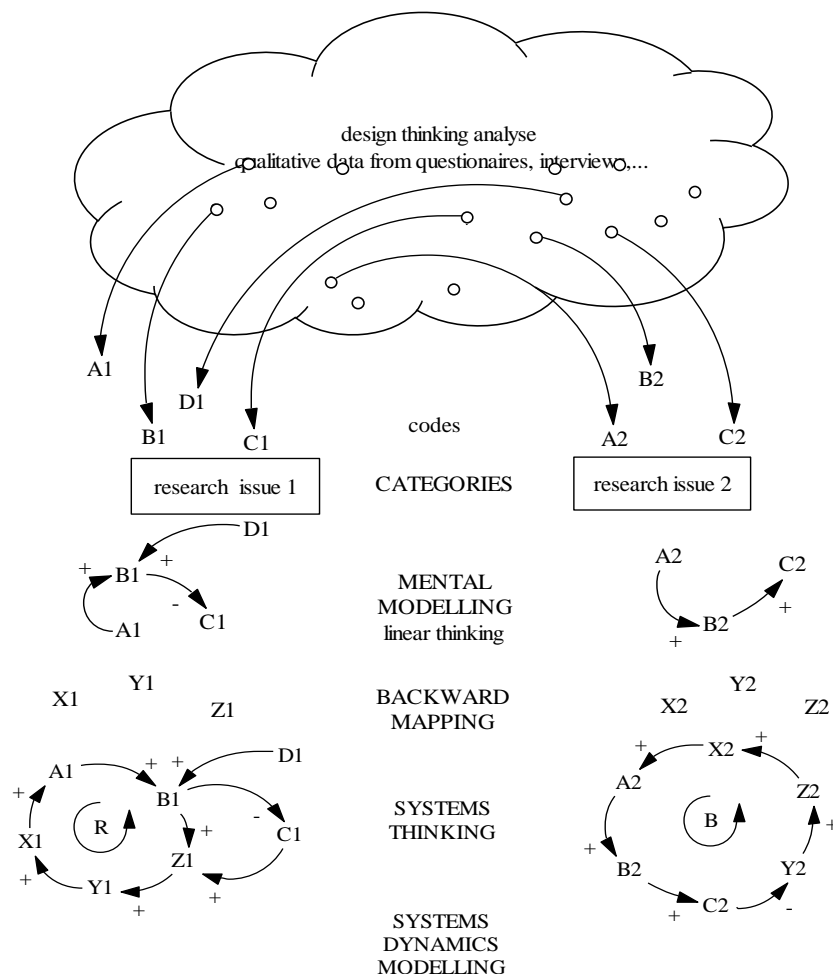 design thinking analyse
qualitative data from questionaires, interviews,...
A1
D1
B2
B1
C1
codes
A2
C2
research issue 1
CATEGORIES
research issue 2
D1
+
+
B1
-
A1
C1
MENTAL
MODELLING
linear thinking
A2
C2
+
+
B2
X1
Y1
Z1
BACKWARD
MAPPING
X2
Y2
Z2
+
A1
+
+
D1
B1
R
-
+
C1
X1
+
Z1
Y1
+
+
SYSTEMS
THINKING
+
X2
+
A2
Z2
B
+
+
B2
Y2
+
C2
-
SYSTEMS
DYNAMICS
MODELLING